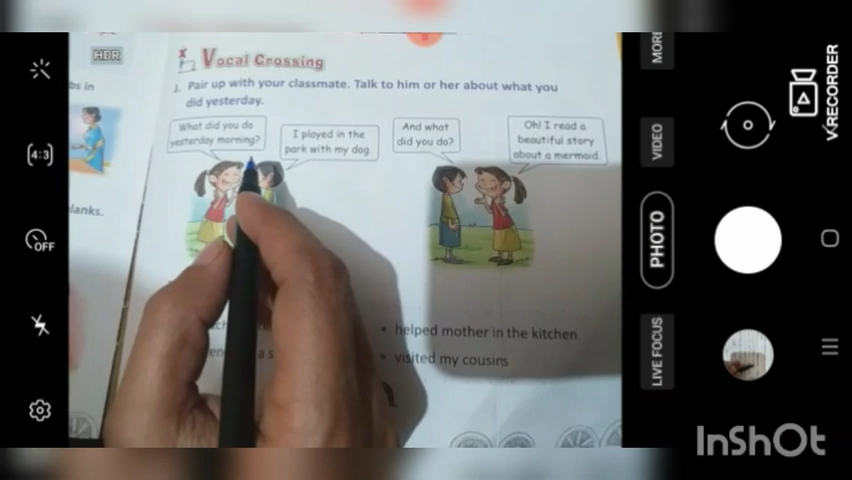 HDR
Vocal Crossing
1. Pair up with your classmate. Talk to him or her about what you
did yesterday.
bs in
What did you do
yesterday morning?
I played in the
park with my dog.
And what
did you do?
Oh! I read a
beautiful story
about a mermaid.
lanks.
• helped mother in the kitchen
a s
• visited my cousins
[4:3]
OFF
MORE
VIDEO
PHOTO
LIVE FOCUS
V.RECORDER
InShOt